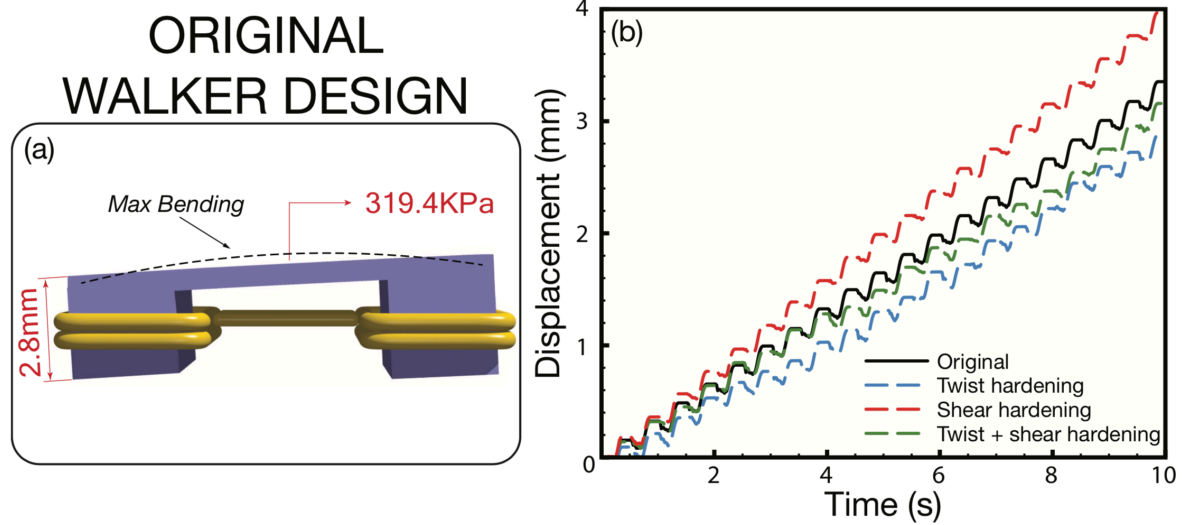 ORIGINAL
WALKER DESIGN
(a)
Max Bending
319.4KPa
2.8mm
(b)
Displacement (mm)
4
3
2
1
0
0
2
4
6
8
10
Time (s)
Original
Twist hardening
Shear hardening
Twist + shear hardening